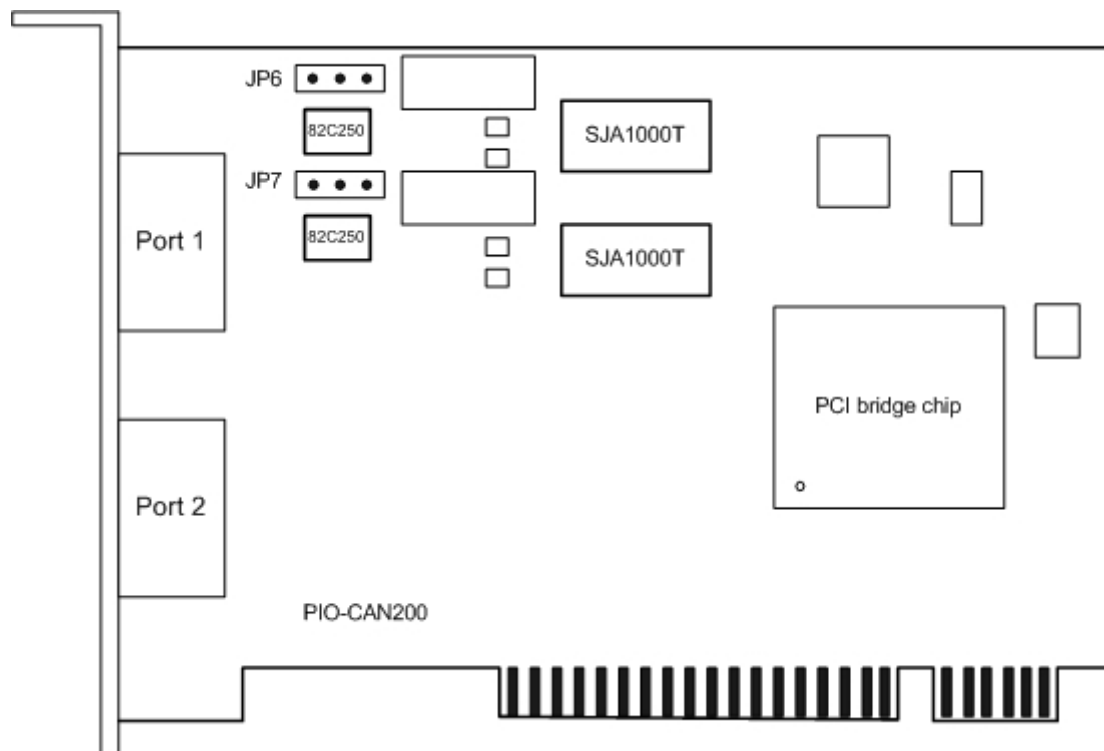 JP6
82C250
SJA1000T
JP7
82C250
SJA1000T
Port 1
PCI bridge chip
Port 2
PIO-CAN200